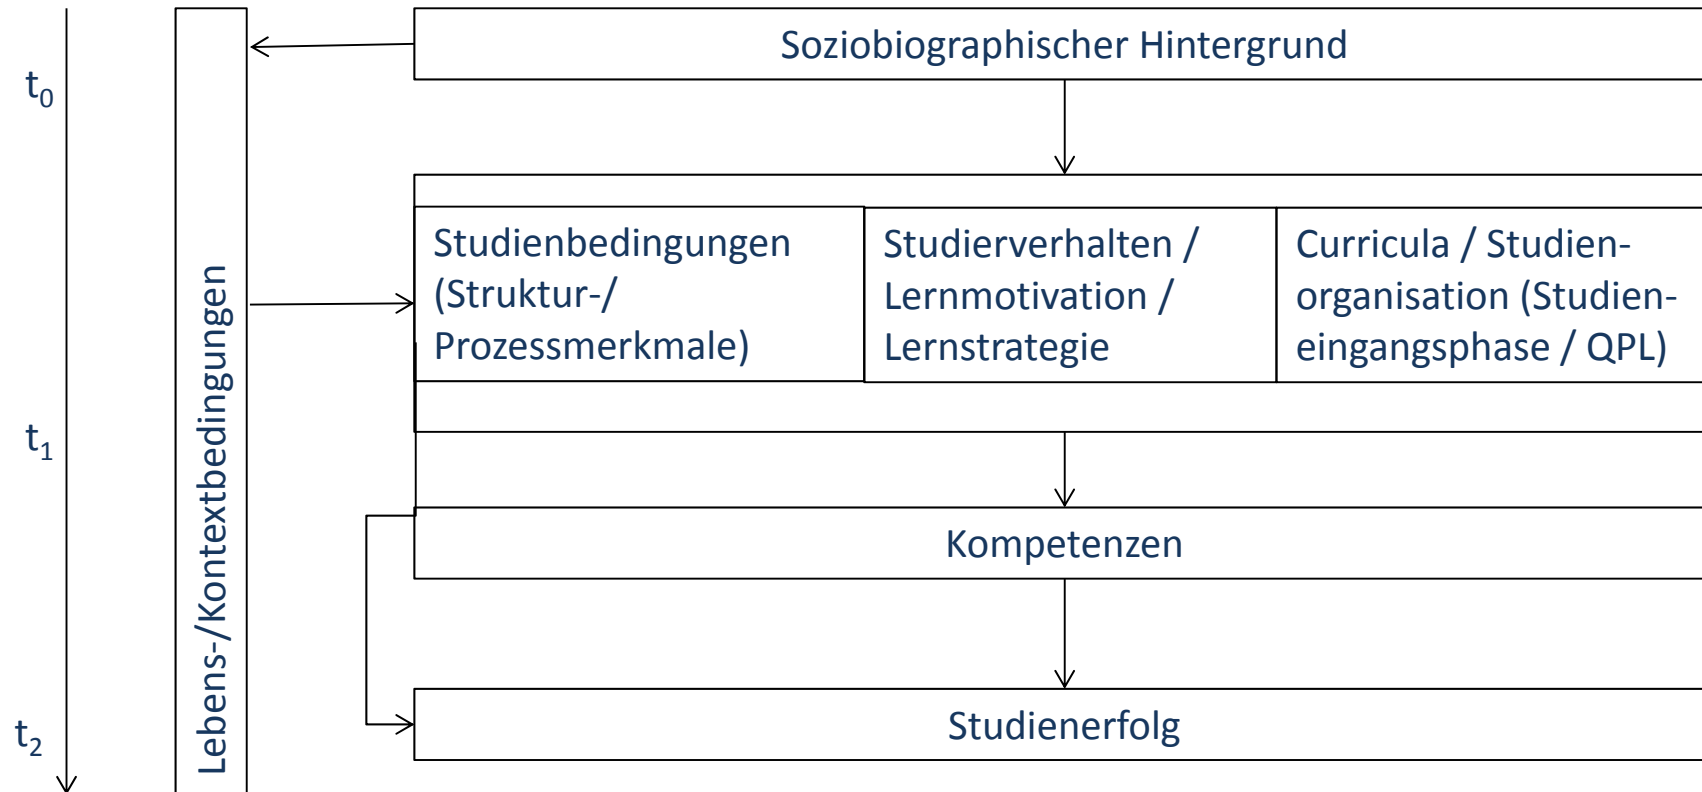 Soziobiographischer Hintergrund
t₀
Studienbedingungen
(Struktur-/
Prozessmerkmale)
Studierverhalten /
Lernmotivation /
Lernstrategie
Curricula / Studien-
organisation (Studien-
eingangsphase / QPL)
Lebens-/Kontextbedingungen
t₁
Kompetenzen
Studienerfolg
t₂